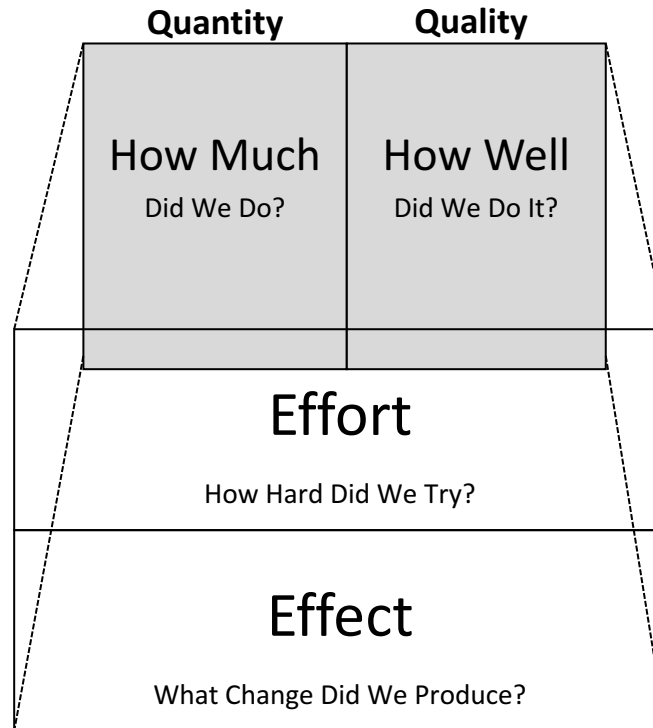 Quantity Quality
How Much How Well
Did We Do? Did We Do It?
Effort
How Hard Did We Try?
Effect
What Change Did We Produce?